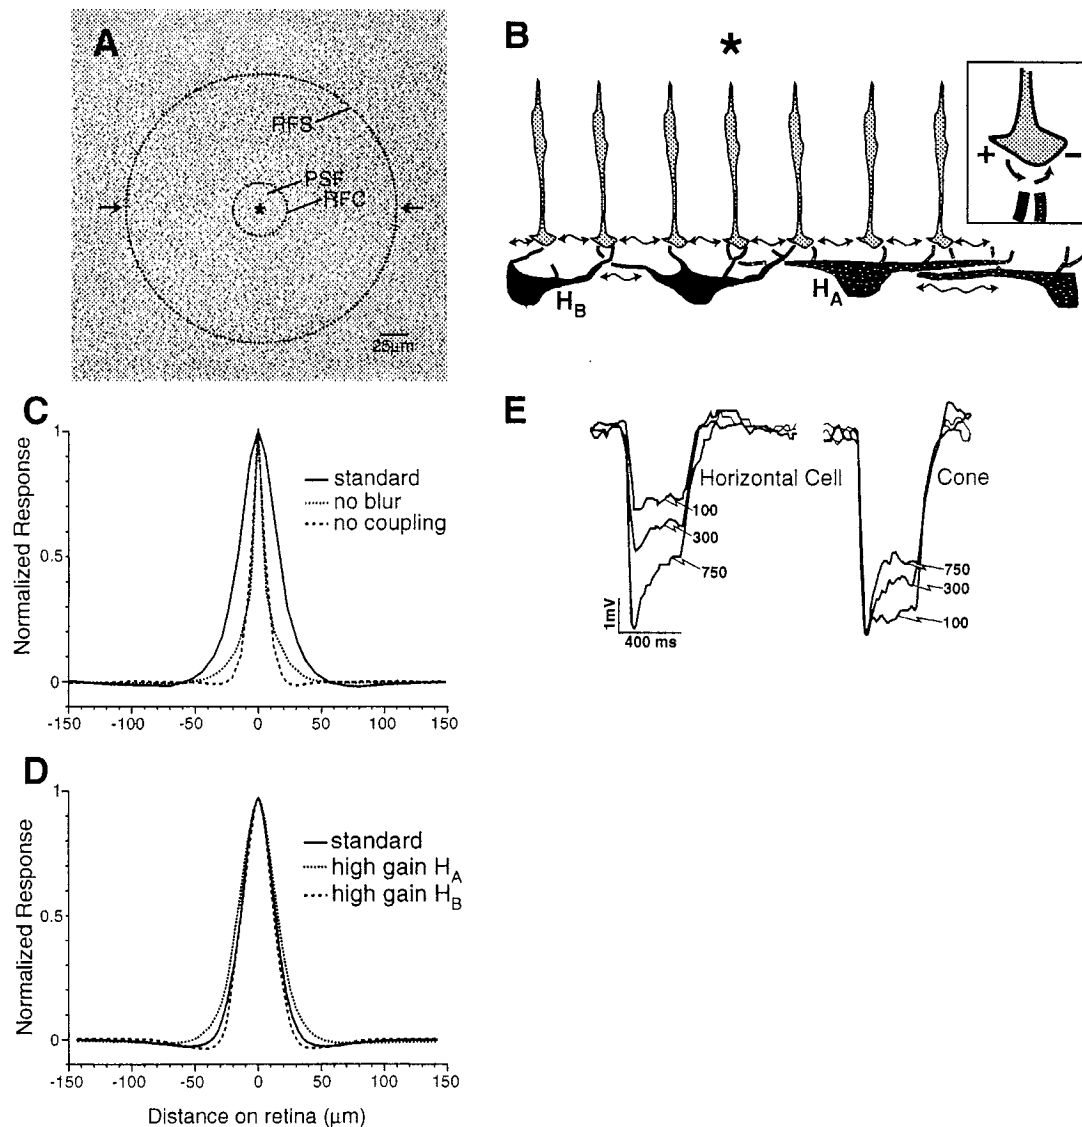 A
RFS
PSF
RFC
*
25µm
B
*
+ −
H_B
H_A
C
Normalized Response
1
0.5
0
standard
no blur
no coupling
-150 -100 -50 0 50 100 150
D
Normalized Response
1
0.5
0
standard
high gain H_A
high gain H_B
-150 -100 -50 0 50 100 150
Distance on retina (µm)
E
Horizontal Cell
100
300
750
1mV
400 ms
Cone
750
300
100